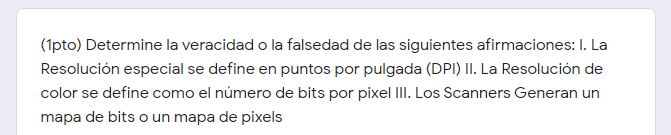 (1pto) Determine la veracidad o la falsedad de las siguientes afirmaciones: I. La
Resolución especial se define en puntos por pulgada (DPI) II. La Resolución de
color se define como el número de bits por pixel III. Los Scanners Generan un
mapa de bits o un mapa de pixels